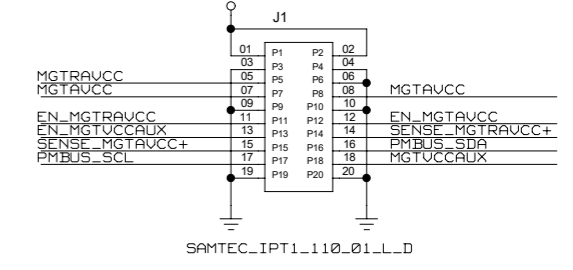 J1
01 P1 P2 02
03 P3 P4 04
MGTRAVCC 05 P5 P6 06
MGTAVCC 07 P7 P8 08 MGTAVCC
09 P9 P10 10
EN_MGTRAVCC 11 P11 P12 12 EN_MGTAVCC
EN_MGTVCCAUX 13 P13 P14 14 SENSE_MGTRAVCC+
SENSE_MGTAVCC+ 15 P15 P16 16 PMBUS_SDA
PMBUS_SCL 17 P17 P18 18 MGTVCCAUX
19 P19 P20 20
SAMTEC_IPT1_110_01_L_D